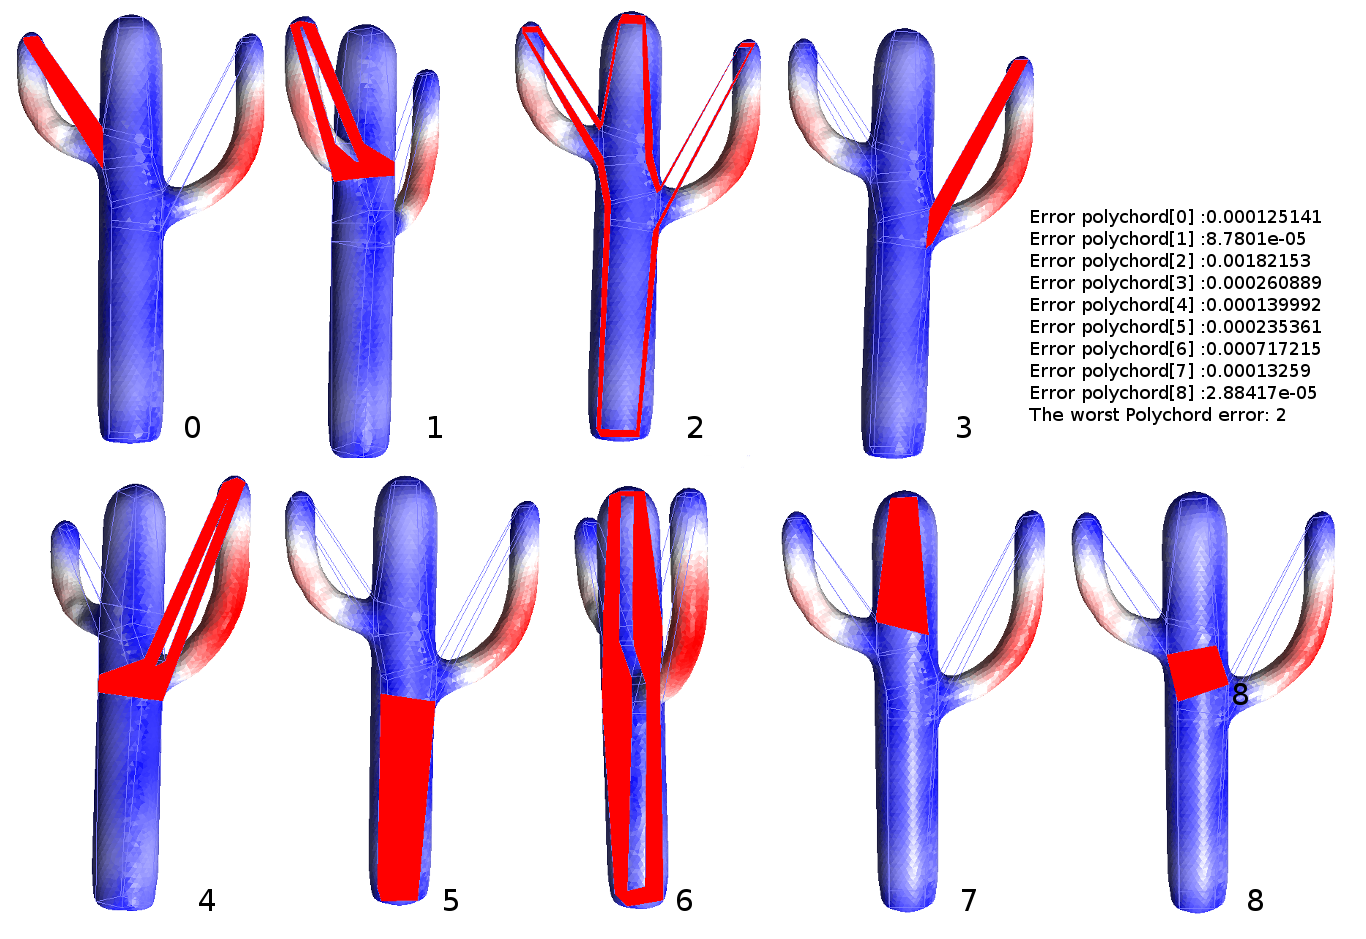 0
1
2
3
Error polychord[0] :0.000125141
Error polychord[1] :8.7801e-05
Error polychord[2] :0.00182153
Error polychord[3] :0.000260889
Error polychord[4] :0.000139992
Error polychord[5] :0.000235361
Error polychord[6] :0.000717215
Error polychord[7] :0.00013259
Error polychord[8] :2.88417e-05
The worst Polychord error: 2
8
4
5
6
7
8